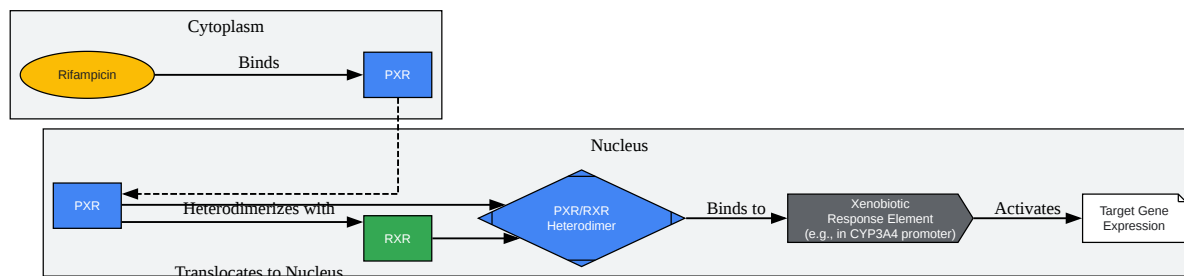 Cytoplasm
Rifampicin
Binds
PXR
Nucleus
PXR
Heterodimerizes with
RXR
PXR/RXR
Heterodimer
Binds to
Xenobiotic
Response Element
(e.g., in CYP3A4 promoter)
Activates
Target Gene
Expression
Translocates to Nucleus